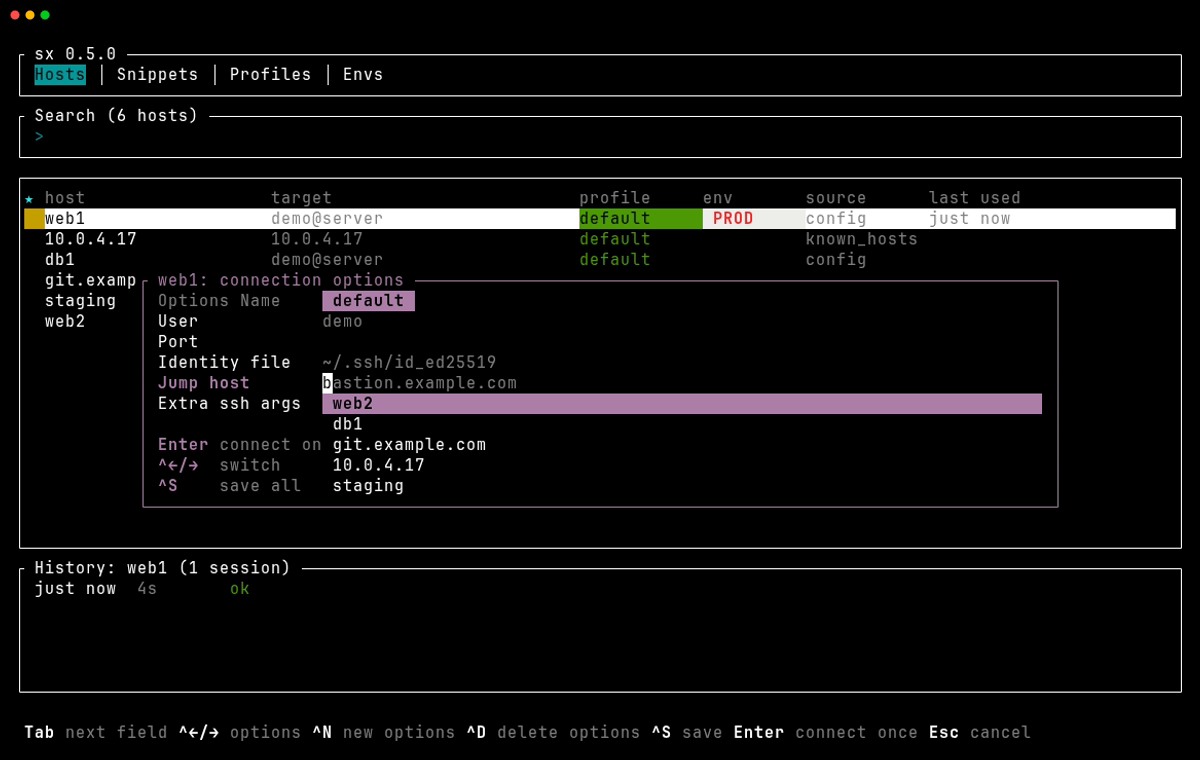 sx 0.5.0
Hosts │ Snippets │ Profiles │ Envs
Search (6 hosts)
>
★ host target profile env source last used
web1 demo@server default PROD config just now
10.0.4.17 10.0.4.17 default known_hosts
db1 demo@server default config
git.examp web1: connection options
staging Options Name default
web2 User demo
Port
Identity file ~/.ssh/id_ed25519
Jump host bastion.example.com
Extra ssh args web2
db1
Enter connect on git.example.com
^←/→ switch 10.0.4.17
^S save all staging
History: web1 (1 session)
just now 4s ok
Tab next field ^←/→ options ^N new options ^D delete options ^S save Enter connect once Esc cancel